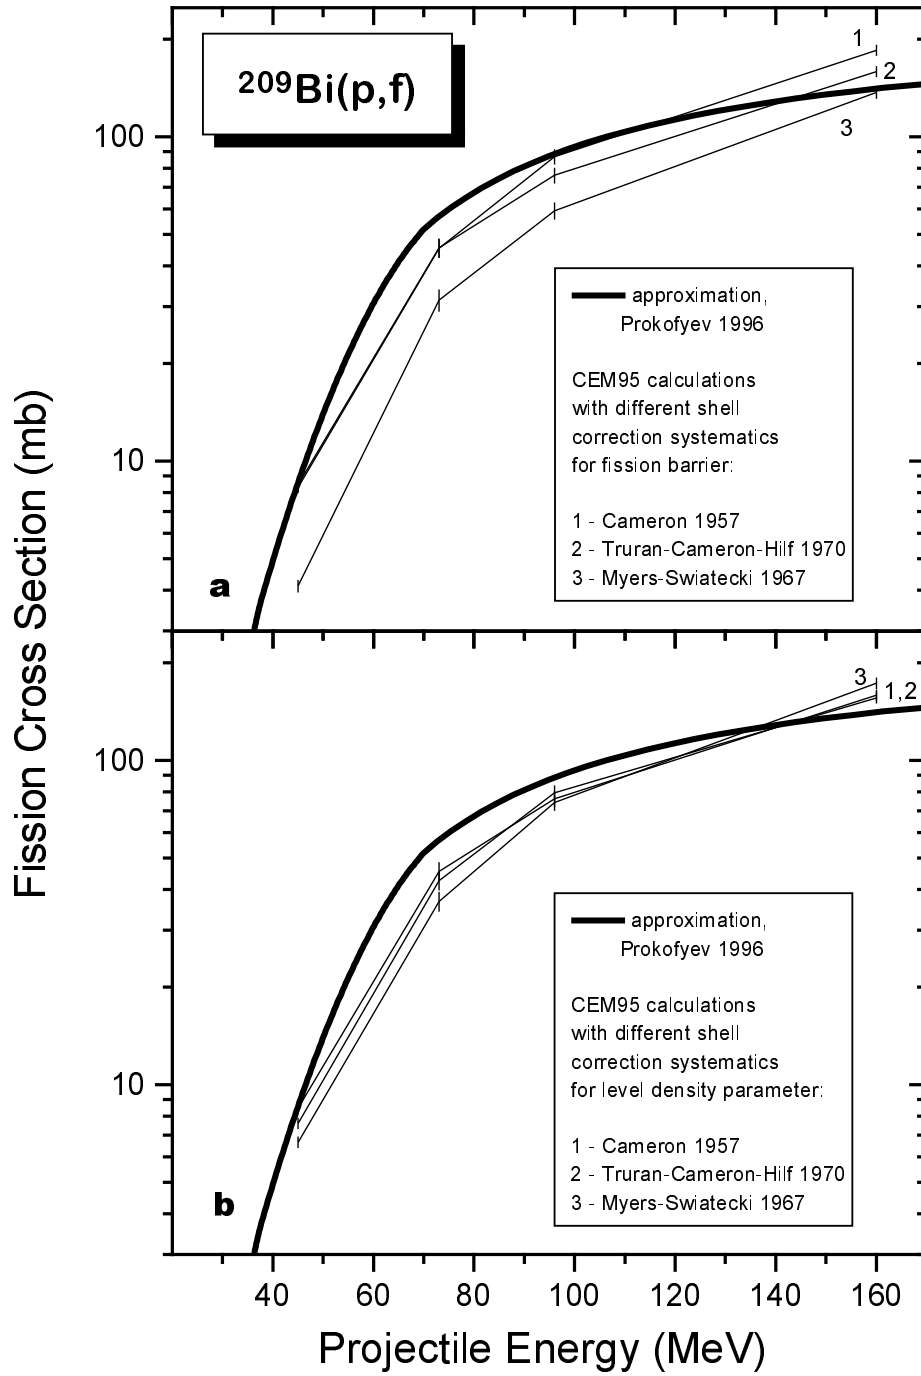 209Bi(p,f)
1
2
3
100
10
approximation,
Prokofyev 1996
CEM95 calculations
with different shell
correction systematics
for fission barrier:
1 - Cameron 1957
2 - Truran-Cameron-Hilf 1970
3 - Myers-Swiatecki 1967
a
Fission Cross Section (mb)
3
1,2
100
10
approximation,
Prokofyev 1996
CEM95 calculations
with different shell
correction systematics
for level density parameter:
1 - Cameron 1957
2 - Truran-Cameron-Hilf 1970
3 - Myers-Swiatecki 1967
b
40 60 80 100 120 140 160
Projectile Energy (MeV)